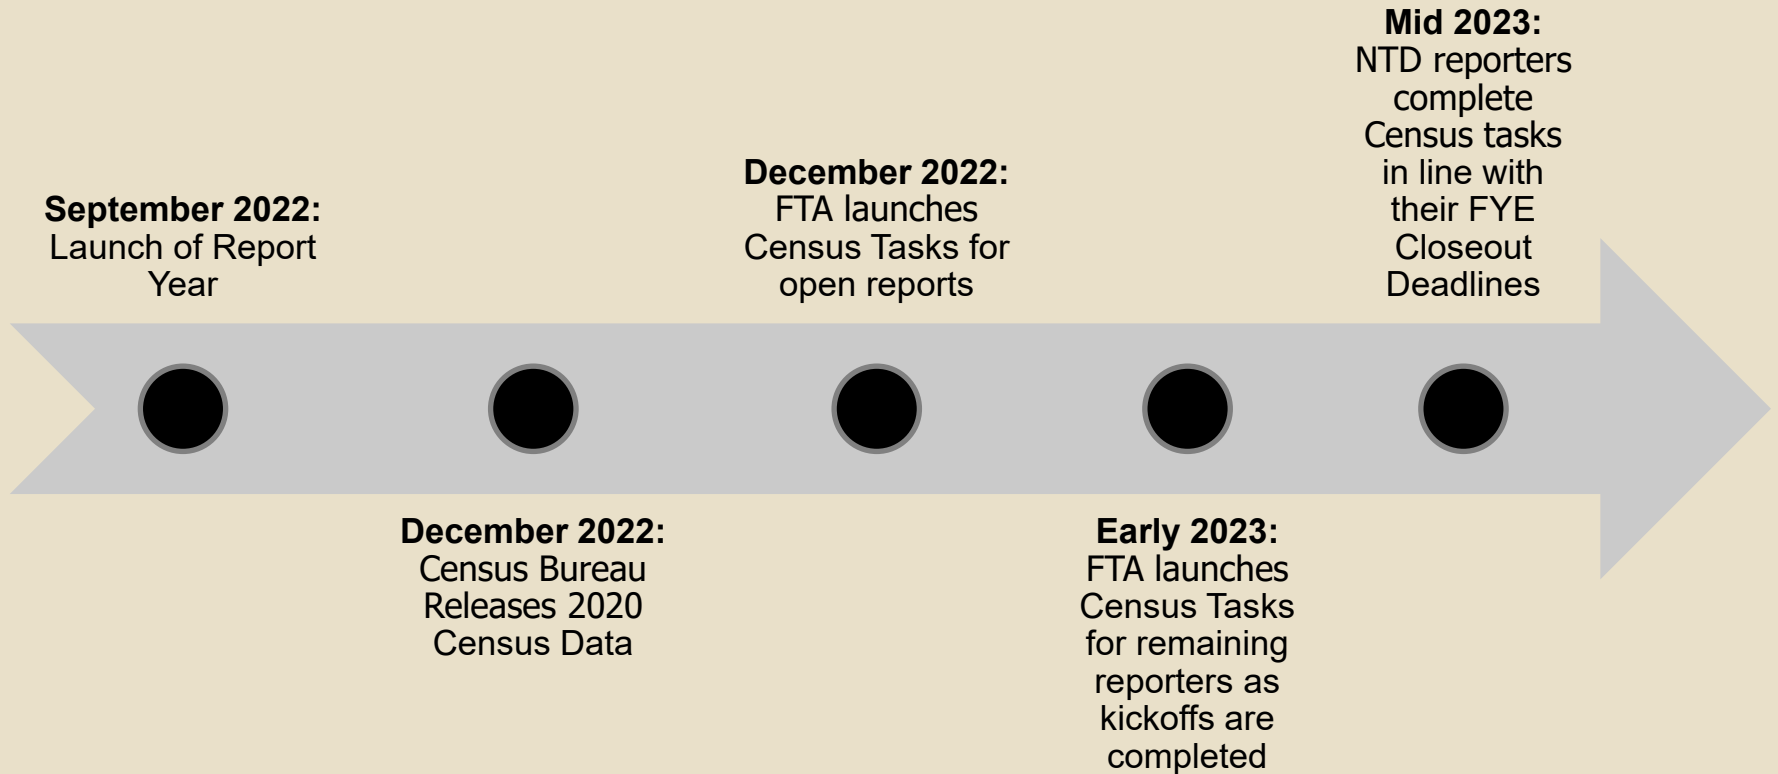 September 2022:
Launch of Report
Year
December 2022:
Census Bureau
Releases 2020
Census Data
December 2022:
FTA launches
Census Tasks for
open reports
Early 2023:
FTA launches
Census Tasks
for remaining
reporters as
kickoffs are
completed
Mid 2023:
NTD reporters
complete
Census tasks
in line with
their FYE
Closeout
Deadlines